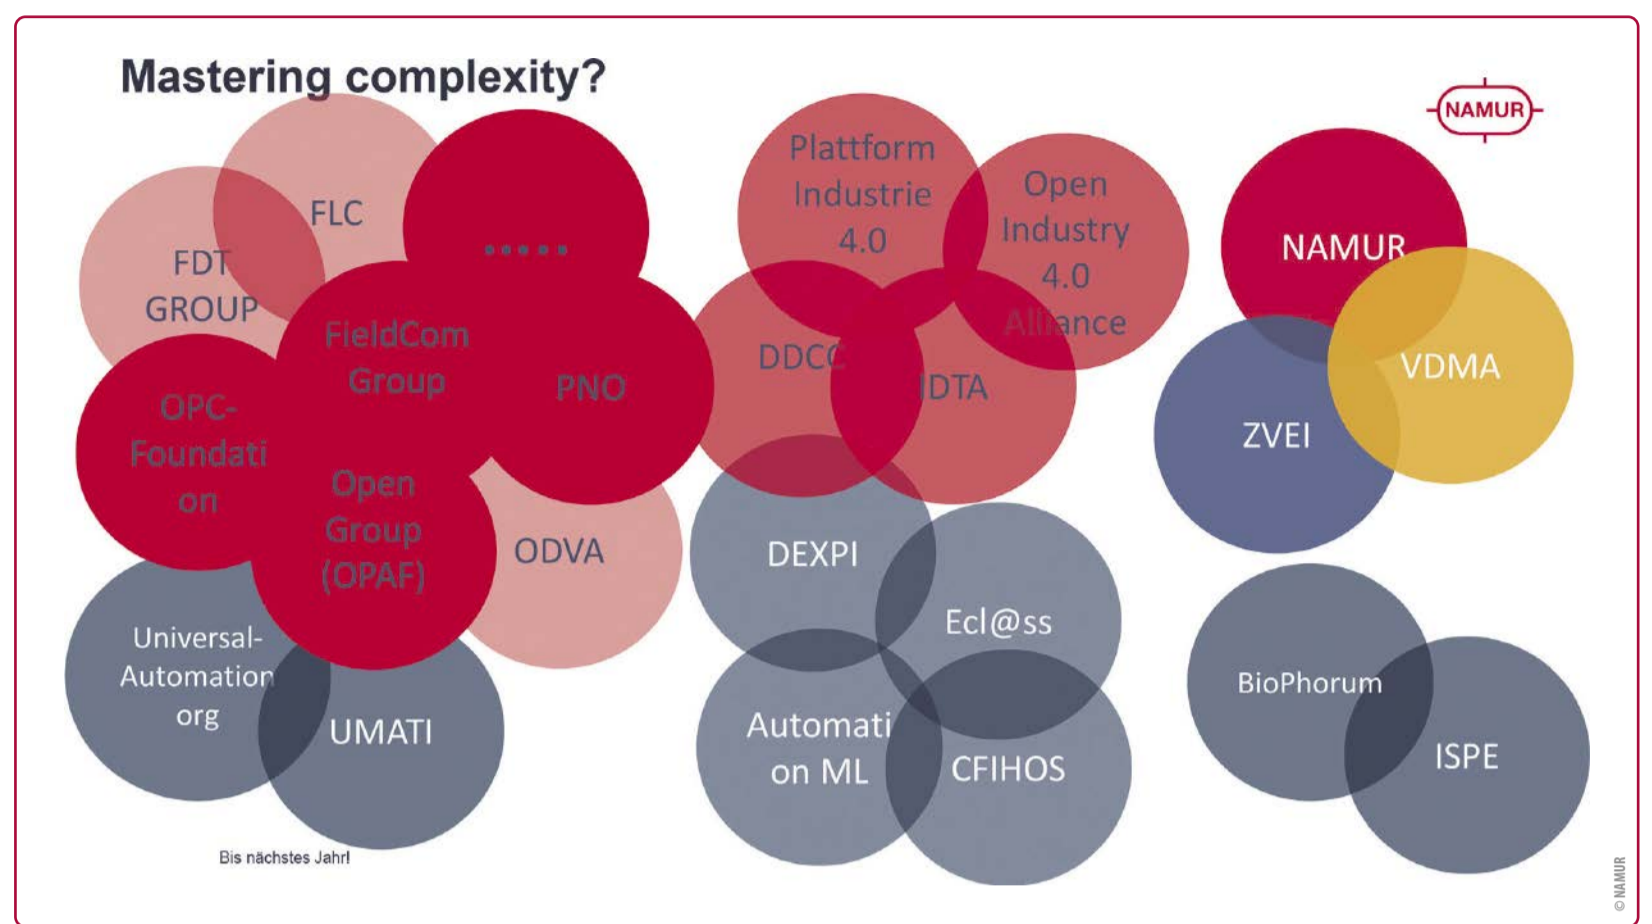 Mastering complexity?
NAMUR
FLC
FDT
GROUP
.....
FieldCom
Group
PNO
OPC-
Foundati
on
Open
Group
(OPAF)
ODVA
Universal-
Automation
org
UMATI
Plattform
Industrie
4.0
Open
Industry
4.0
Alliance
DDCC
IDTA
DEXPI
Ecl@ss
Automati
on ML
CFIHOS
NAMUR
VDMA
ZVEI
BioPhorum
ISPE
Bis nächstes Jahr!
© NAMUR